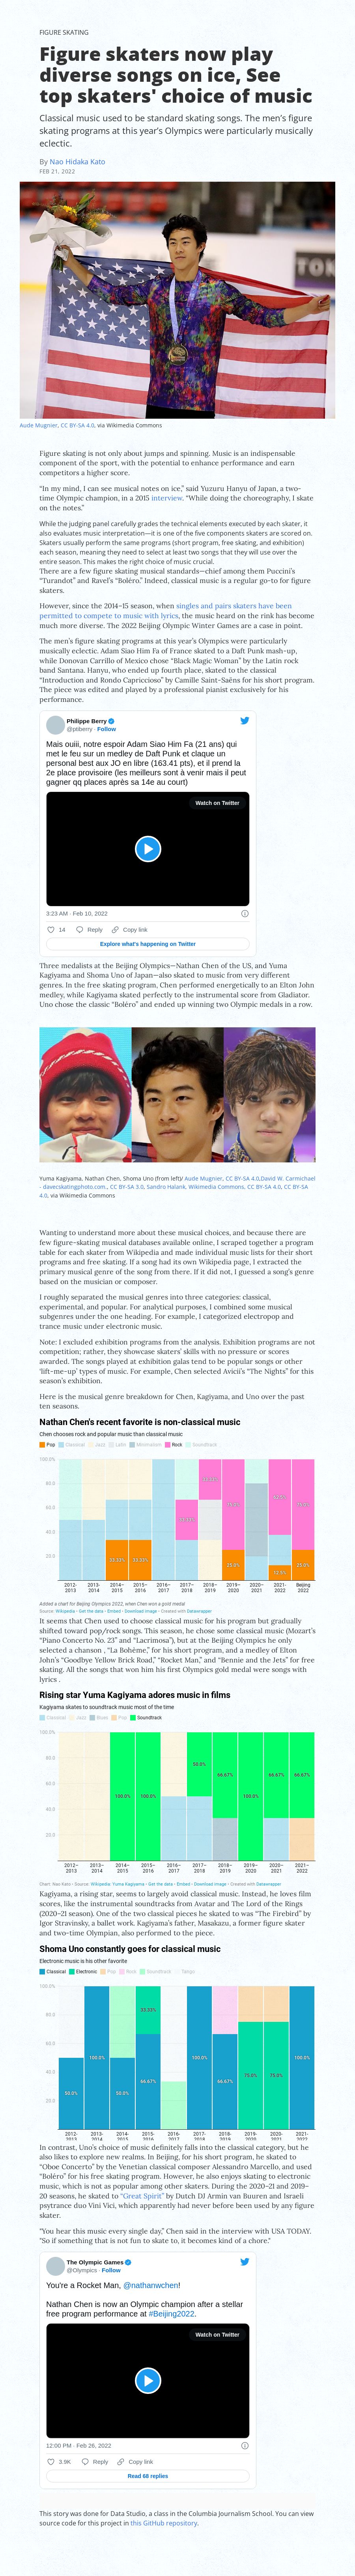 FIGURE SKATING
Figure skaters now play
diverse songs on ice, See
top skaters' choice of music
Classical music used to be standard skating songs. The men's figure
skating programs at this year's Olympics were particularly musically
eclectic.
By Nao Hidaka Kato
FEB 21, 2022
Aude Mugnier, CC BY-SA 4.0, via Wikimedia Commons
Figure skating is not only about jumps and spinning. Music is an indispensable
component of the sport, with the potential to enhance performance and earn
competitors a higher score.
"In my mind, I can see musical notes on ice," said Yuzuru Hanyu of Japan, a two-
time Olympic champion, in a 2015 interview. "While doing the choreography, I skate
on the notes."
While the judging panel carefully grades the technical elements executed by each skater, it
also evaluates music interpretation—it is one of the five components skaters are scored on.
Skaters usually perform the same programs (short program, free skating, and exhibition)
each season, meaning they need to select at least two songs that they will use over the
entire season. This makes the right choice of music crucial.
There are a few figure skating musical standards—chief among them Puccini's
"Turandot" and Ravel's "Boléro." Indeed, classical music is a regular go-to for figure
skaters.
However, since the 2014–15 season, when singles and pairs skaters have been
permitted to compete to music with lyrics, the music heard on the risk has become
much more diverse. The 2022 Beijing Olympic Winter Games are a case in point.
The men's figure skating programs at this year's Olympics were particularly
musically eclectic. Adam Siao Him Fa of France skated to a Daft Punk mash-up,
while Donovan Carrillo of Mexico chose "Black Magic Woman" by the Latin rock
band Santana. Hanyu, who ended up fourth place, skated to the classical
"Introduction and Rondo Capriccioso" by Camille Saint-Saëns for his short program.
The piece was edited and played by a professional pianist exclusively for his
performance.
Philippe Berry
@ptiberry · Follow
Mais ouiii, notre espoir Adam Siao Him Fa (21 ans) qui
met le feu sur un medley de Daft Punk et claque un
personal best aux JO en libre (163.41 pts), et il prend la
2e place provisoire (les meilleurs sont à venir mais il peut
gagner qq places après sa 14e au court)
Watch on Twitter
3:23 AM · Feb 10, 2022
14 Reply Copy link
Explore what's happening on Twitter
Three medalists at the Beijing Olympics—Nathan Chen of the US, and Yuma
Kagiyama and Shoma Uno of Japan—also skated to music from very different
genres. In the free skating program, Chen performed energetically to an Elton John
medley, while Kagiyama skated perfectly to the instrumental score from Gladiator.
Uno chose the classic "Boléro" and ended up winning two Olympic medals in a row.
Yuma Kagiyama, Nathan Chen, Shoma Uno (from left)/ Aude Mugnier, CC BY-SA 4.0,David W. Carmichael
- davecskatingphoto.com., CC BY-SA 3.0, Sandro Halank, Wikimedia Commons, CC BY-SA 4.0, CC BY-SA
4.0, via Wikimedia Commons
Wanting to understand more about these musical choices, and because there are
few figure-skating musical databases available online, I scraped together a program
table for each skater from Wikipedia and made individual music lists for their short
programs and free skating. If a song had its own Wikipedia page, I extracted the
primary musical genre of the song from there. If it did not, I guessed a song's genre
based on the musician or composer.
I roughly separated the musical genres into three categories: classical,
experimental, and popular. For analytical purposes, I combined some musical
subgenres under the one heading. For example, I categorized electropop and
trance music under electronic music.
Note: I excluded exhibition programs from the analysis. Exhibition programs are not
competition; rather, they showcase skaters' skills with no pressure or scores
awarded. The songs played at exhibition galas tend to be popular songs or other
'lift-me-up' types of music. For example, Chen selected Avicii's "The Nights" for this
season's exhibition.
Here is the musical genre breakdown for Chen, Kagiyama, and Uno over the past
ten seasons.
Nathan Chen's recent favorite is non-classical music
Chen chooses rock and popular music than classical music
Pop Classical Jazz Latin Minimalism Rock Soundtrack
100.0%
80.0
60.0
40.0
20.0
33.33% 33.33% 33.33% 33.33% 75.0% 25.0% 62.5% 12.5% 75.0% 25.0%
2012-2013 2013-2014 2014–2015 2015–2016 2016–2017 2017–2018 2018–2019 2019–2020 2020–2021 2021-2022 Beijing 2022
Added a chart for Beijing Olympics 2022, when Chen won a gold medal
Source: Wikipedia • Get the data • Embed • Download image • Created with Datawrapper
It seems that Chen used to choose classical music for his program but gradually
shifted toward pop/rock songs. This season, he performed two classical (Mozart's
"Piano Concerto No. 23" and "Lacrimosa"), but at the Beijing Olympics he only
selected a chanson , "La Bohème," for his short program, and a medley of Elton
John's "Goodbye Yellow Brick Road," "Rocket Man," and "Bennie and the Jets" for free
skating. All the songs that won him his first Olympic gold medal were songs with
lyrics .
Rising star Yuma Kagiyama adores music in films
Kagiyama skates to soundtrack music most of the time
Classical Jazz Blues Pop Soundtrack
100.0%
80.0
60.0
40.0
20.0
100.0% 100.0% 50.0% 66.67% 100.0% 66.67% 66.67%
2012–2013 2013–2014 2014–2015 2015–2016 2016–2017 2017–2018 2018–2019 2019–2020 2020–2021 2021–2022
Chart: Nao Kato • Source: Wikipedia: Yuma Kagiyama • Get the data • Embed • Download image • Created with Datawrapper
Kagiyama, a rising star, seems to largely avoid classical music. Instead, he loves film
scores, like the instrumental soundtracks from Avatar and The Lord of the Rings
(2020–21 season). One of the two classical pieces he skated to was "The Firebird" by
Igor Stravinsky, a ballet work. Kagiyama's father, Masakazu, a former figure skater
and two-time Olympian, also performed to the piece.
Shoma Uno constantly goes for classical music
Electronic music is his other favorite
Classical Electronic Pop Rock Soundtrack Tango
100.0%
80.0
60.0
40.0
20.0
50.0% 100.0% 50.0% 33.33% 66.67% 100.0% 66.67% 75.0% 75.0% 100.0%
2012-2013 2013-2014 2014-2015 2015-2016 2016-2017 2017-2018 2018-2019 2019-2020 2020-2021 2021-2022
In contrast, Uno's choice of music definitely falls into the classical category, but he
also likes to explore new realms. In Beijing, for his short program, he skated to
"Oboe Concerto" by the Venetian classical composer Alessandro Marcello, and used
"Boléro" for his free skating program. However, he also enjoys skating to electronic
music, which is not as popular among other skaters. During the 2020–21 and 2019–
20 seasons, he skated to "Great Spirit" by Dutch DJ Armin van Buuren and Israeli
psytrance duo Vini Vici, which apparently had never before been used by any figure
skater.
"You hear this music every single day," Chen said in the interview with USA TODAY.
"So if something that is not fun to skate to, it becomes kind of a chore."
The Olympic Games
@Olympics · Follow
You're a Rocket Man, @nathanwchen!
Nathan Chen is now an Olympic champion after a stellar
free program performance at #Beijing2022.
Watch on Twitter
12:00 PM · Feb 26, 2022
3.9K Reply Copy link
Read 68 replies
This story was done for Data Studio, a class in the Columbia Journalism School. You can view
source code for this project in this GitHub repository.